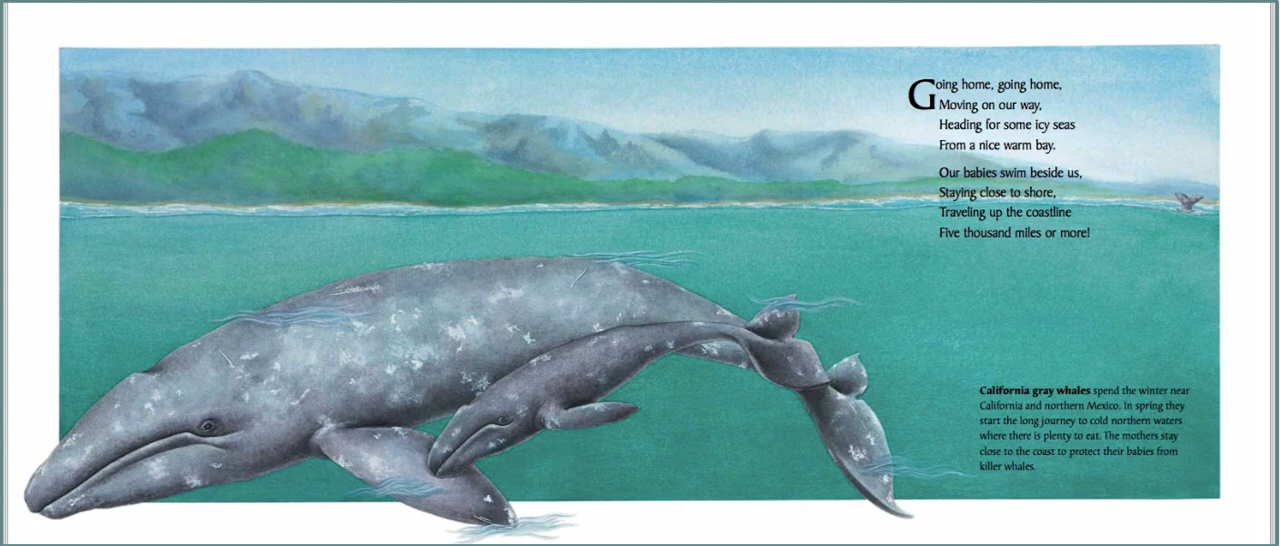 Going home, going home,
Moving on our way,
Heading for some icy seas
From a nice warm bay.
Our babies swim beside us,
Staying close to shore,
Traveling up the coastline
Five thousand miles or more!
California gray whales spend the winter near
California and northern Mexico. In spring they
start the long journey to cold northern waters
where there is plenty to eat. The mothers stay
close to the coast to protect their babies from
killer whales.